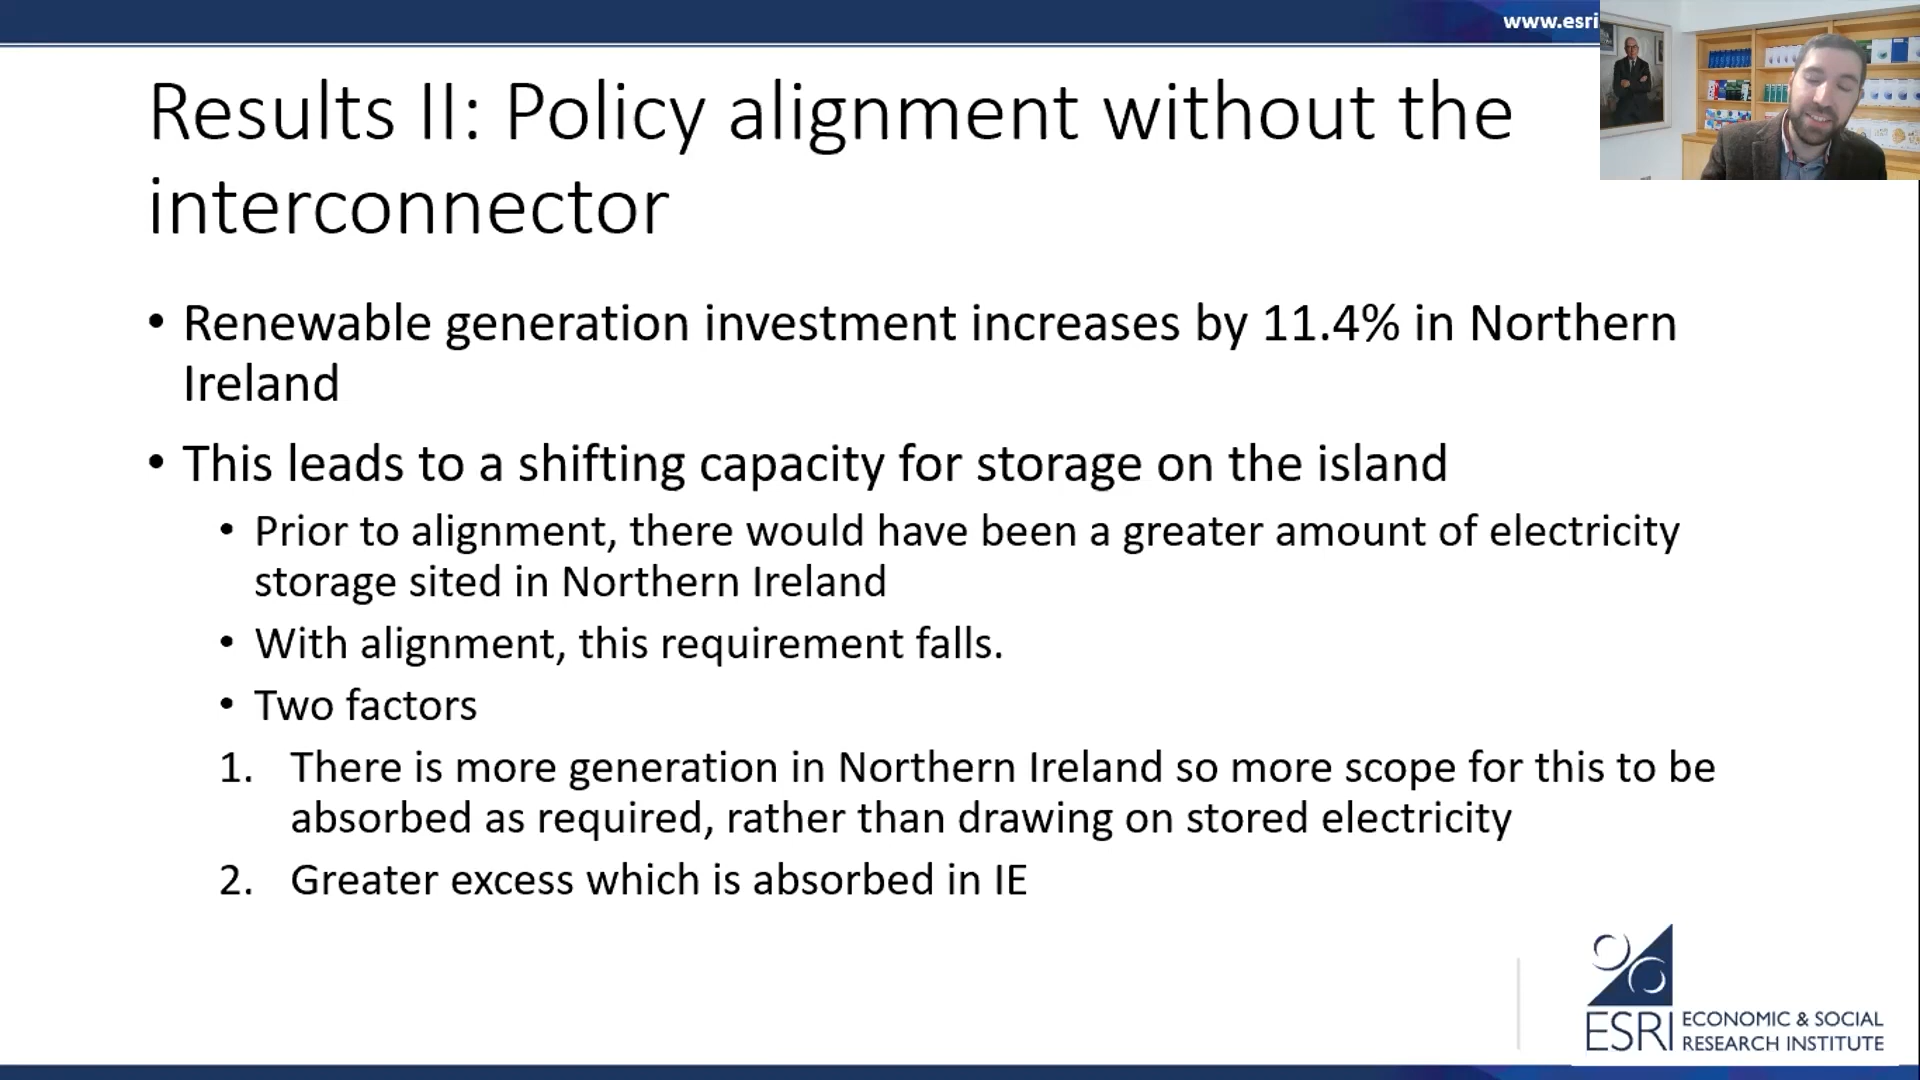 www.esri
Results II: Policy alignment without the
interconnector
• Renewable generation investment increases by 11.4% in Northern
Ireland
• This leads to a shifting capacity for storage on the island
• Prior to alignment, there would have been a greater amount of electricity
storage sited in Northern Ireland
• With alignment, this requirement falls.
• Two factors
1. There is more generation in Northern Ireland so more scope for this to be
absorbed as required, rather than drawing on stored electricity
2. Greater excess which is absorbed in IE
ESRI
ECONOMIC & SOCIAL
RESEARCH INSTITUTE